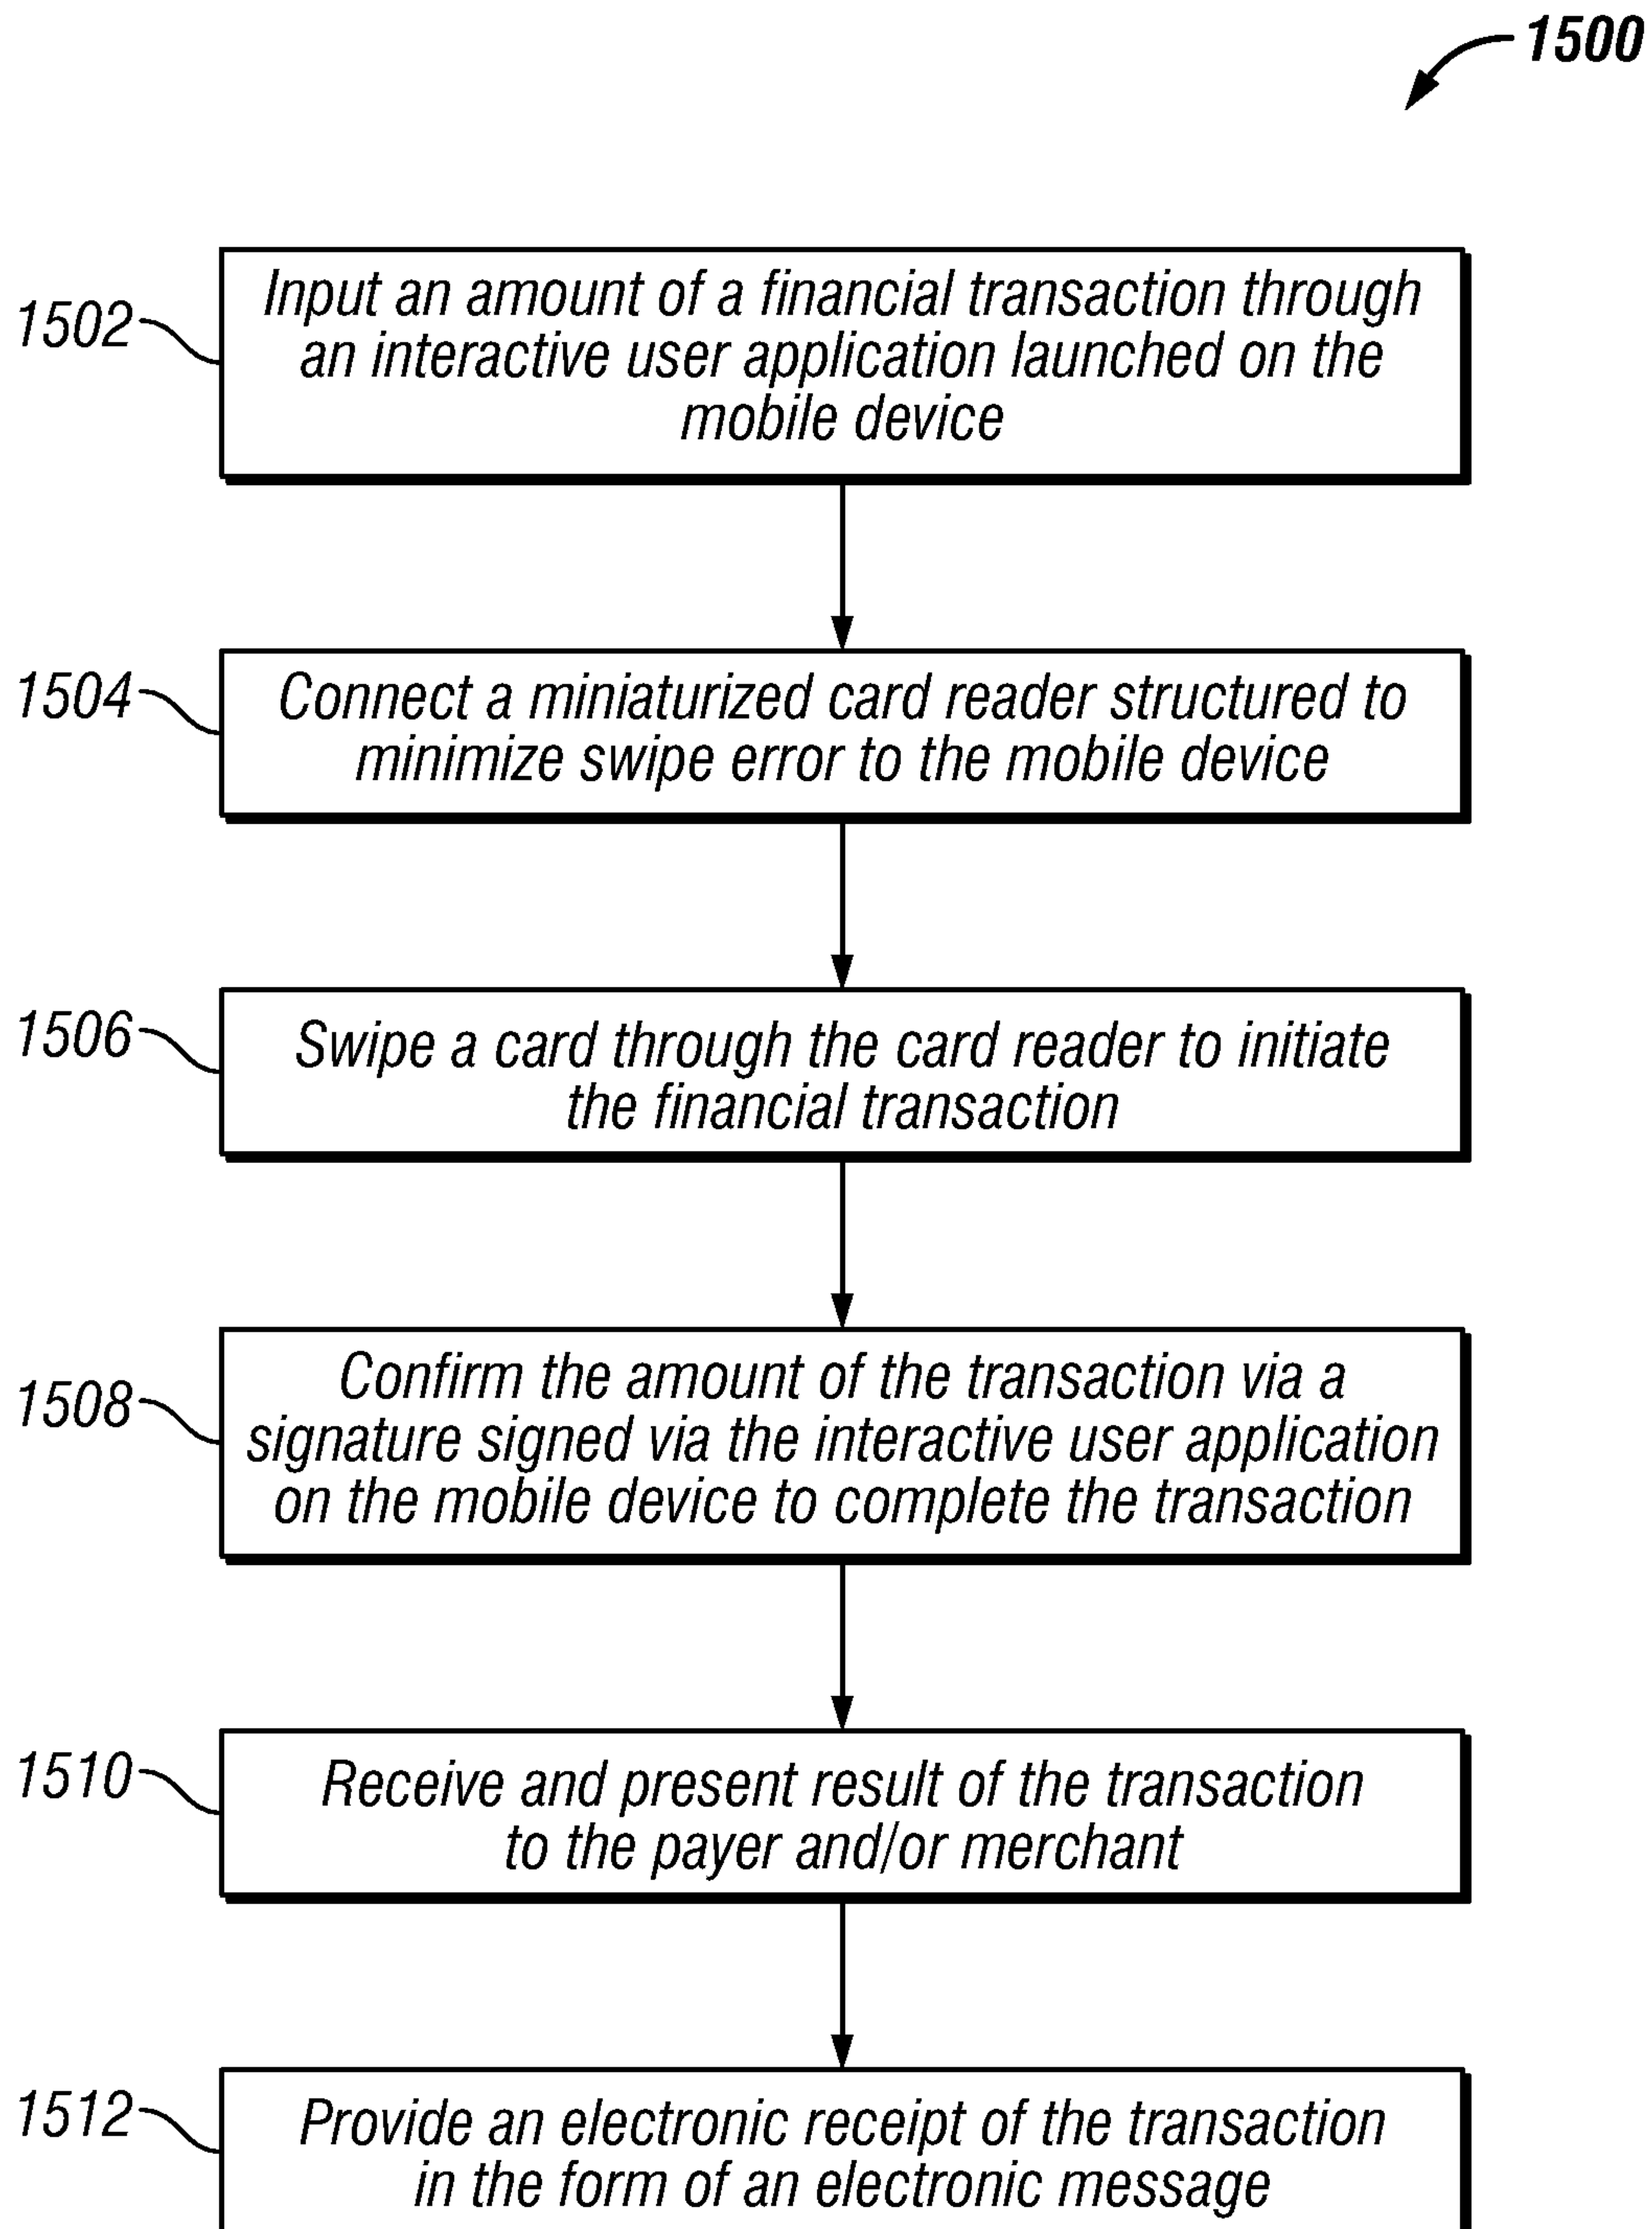 1500
1502
Input an amount of a financial transaction through
an interactive user application launched on the
mobile device
1504
Connect a miniaturized card reader structured to
minimize swipe error to the mobile device
1506
Swipe a card through the card reader to initiate
the financial transaction
1508
Confirm the amount of the transaction via a
signature signed via the interactive user application
on the mobile device to complete the transaction
1510
Receive and present result of the transaction
to the payer and/or merchant
1512
Provide an electronic receipt of the transaction
in the form of an electronic message